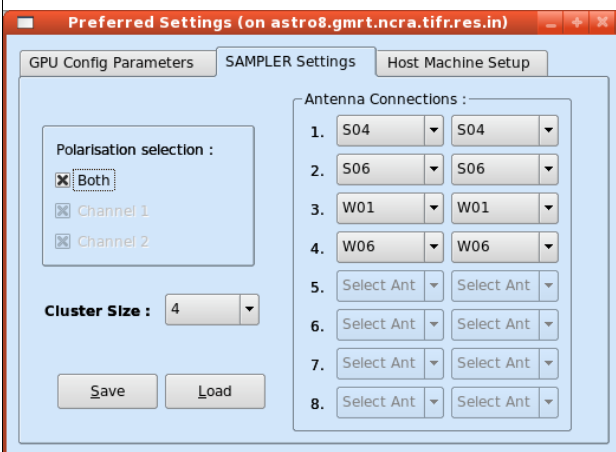 Preferred Settings (on astro8.gmrt.ncra.tifr.res.in)
GPU Config Parameters SAMPLER Settings Host Machine Setup
Polarisation selection :
Both
Channel 1
Channel 2
Cluster Size : 4
Save Load
Antenna Connections :
1. S04 S04
2. S06 S06
3. W01 W01
4. W06 W06
5. Select Ant Select Ant
6. Select Ant Select Ant
7. Select Ant Select Ant
8. Select Ant Select Ant